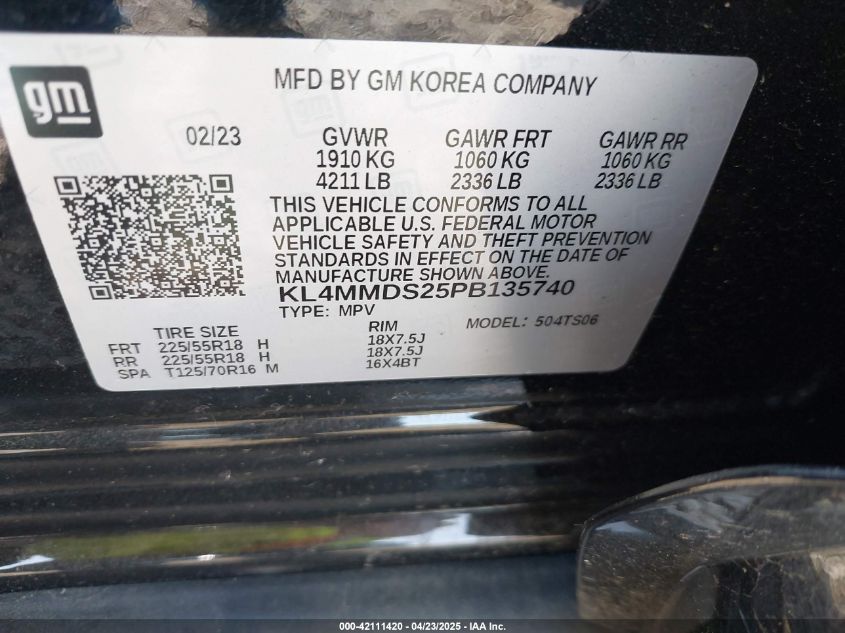 gm
MFD BY GM KOREA COMPANY
02/23 GVWR GAWR FRT GAWR RR
1910 KG 1060 KG 1060 KG
4211 LB 2336 LB 2336 LB
THIS VEHICLE CONFORMS TO ALL
APPLICABLE U.S. FEDERAL MOTOR
VEHICLE SAFETY AND THEFT PREVENTION
STANDARDS IN EFFECT ON THE DATE OF
MANUFACTURE SHOWN ABOVE.
KL4MMDS25PB135740
TYPE: MPV MODEL: 504TS06
TIRE SIZE RIM
FRT 225/55R18 H 18X7.5J
RR 225/55R18 H 18X7.5J
SPA T125/70R16 M 16X4BT
000-42111420 | 04/23/2025 - IAA Inc.